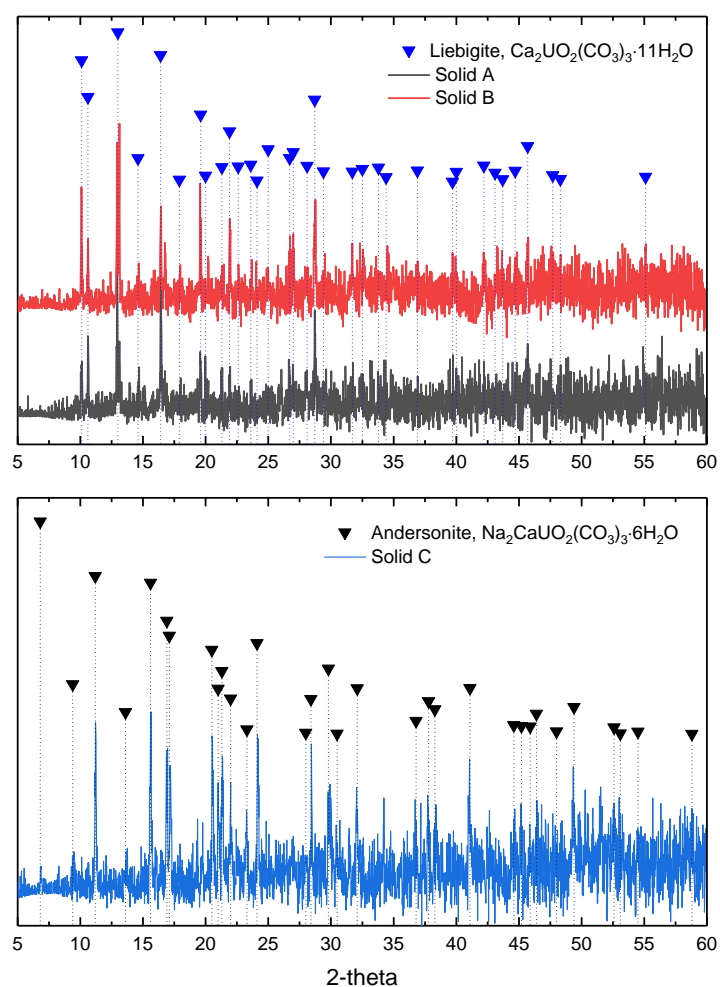 Liebigite, Ca₂UO₂(CO₃)₃·11H₂O
Solid A
Solid B
5 10 15 20 25 30 35 40 45 50 55 60
Andersonite, Na₂CaUO₂(CO₃)₃·6H₂O
Solid C
5 10 15 20 25 30 35 40 45 50 55 60
2-theta